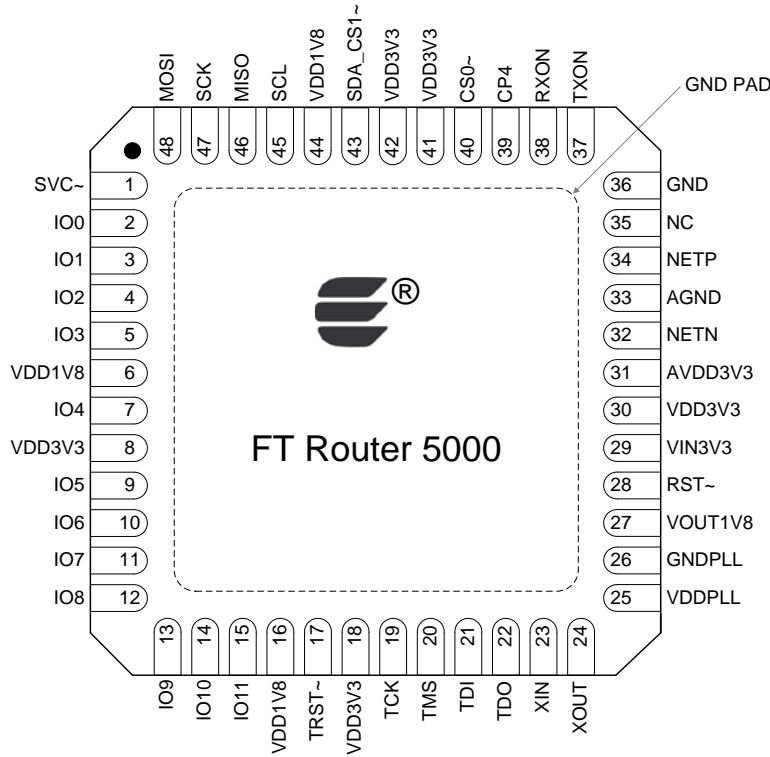 MOSI
SCK
MISO
SCL
VDD1V8
SDA_CS1~
VDD3V3
VDD3V3
CS0~
CP4
RXON
TXON
GND PAD
48
47
46
45
44
43
42
41
40
39
38
37
SVC~ 1
IO0 2
IO1 3
IO2 4
IO3 5
VDD1V8 6
IO4 7
VDD3V3 8
IO5 9
IO6 10
IO7 11
IO8 12
®
FT Router 5000
36 GND
35 NC
34 NETP
33 AGND
32 NETN
31 AVDD3V3
30 VDD3V3
29 VIN3V3
28 RST~
27 VOUT1V8
26 GNDPLL
25 VDDPLL
13
14
15
16
17
18
19
20
21
22
23
24
IO9
IO10
IO11
VDD1V8
TRST~
VDD3V3
TCK
TMS
TDI
TDO
XIN
XOUT